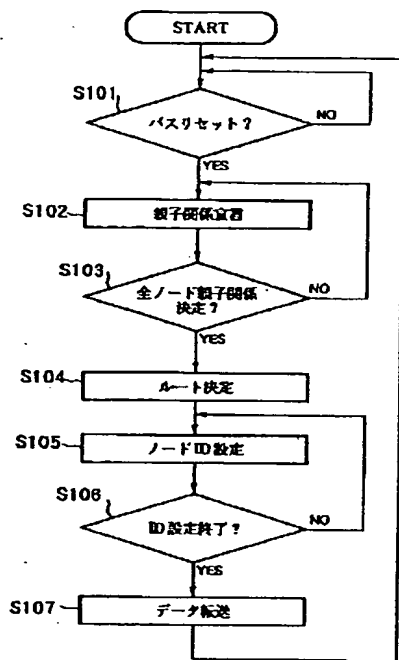 START
S101
バスリセット?
NO
YES
S102
親子関係宣言
S103
全ノード親子関係
決定?
NO
YES
S104
ルート決定
S105
ノードID設定
S106
ID設定終了?
NO
YES
S107
データ転送